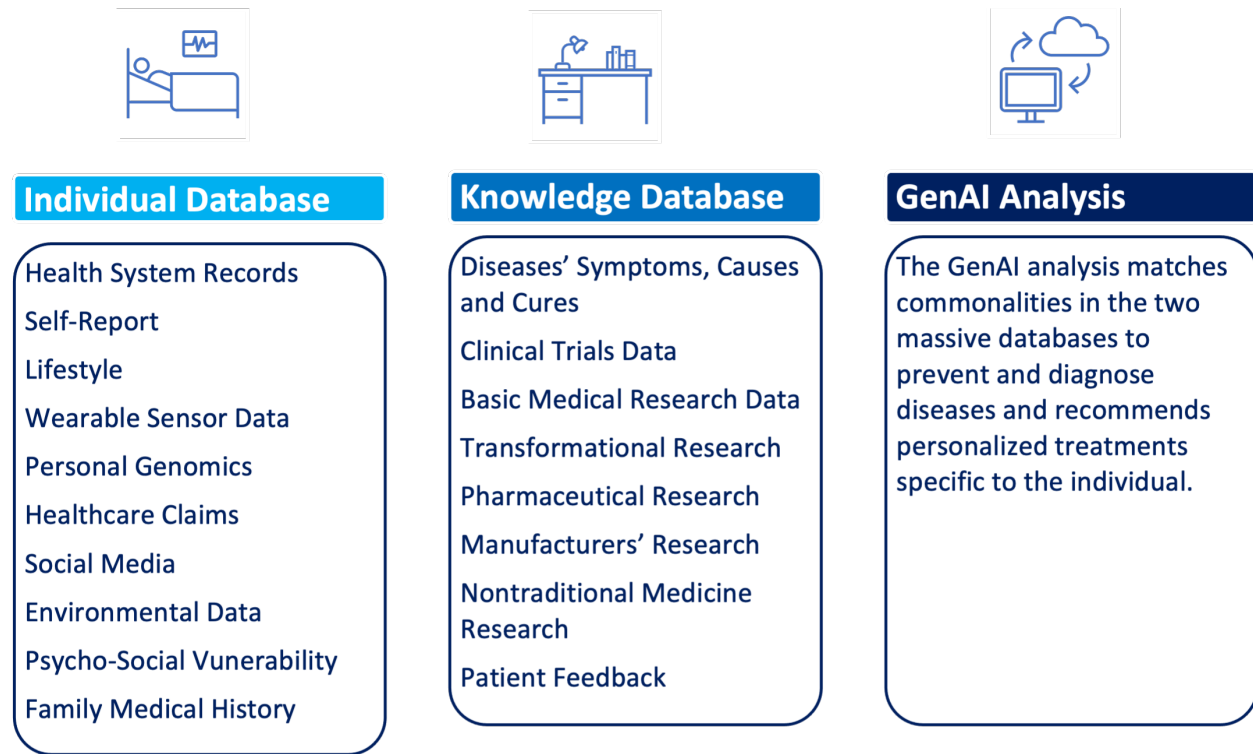 Individual Database
Health System Records
Self-Report
Lifestyle
Wearable Sensor Data
Personal Genomics
Healthcare Claims
Social Media
Environmental Data
Psycho-Social Vunerability
Family Medical History
Knowledge Database
Diseases’ Symptoms, Causes
and Cures
Clinical Trials Data
Basic Medical Research Data
Transformational Research
Pharmaceutical Research
Manufacturers’ Research
Nontraditional Medicine
Research
Patient Feedback
GenAI Analysis
The GenAI analysis matches
commonalities in the two
massive databases to
prevent and diagnose
diseases and recommends
personalized treatments
specific to the individual.